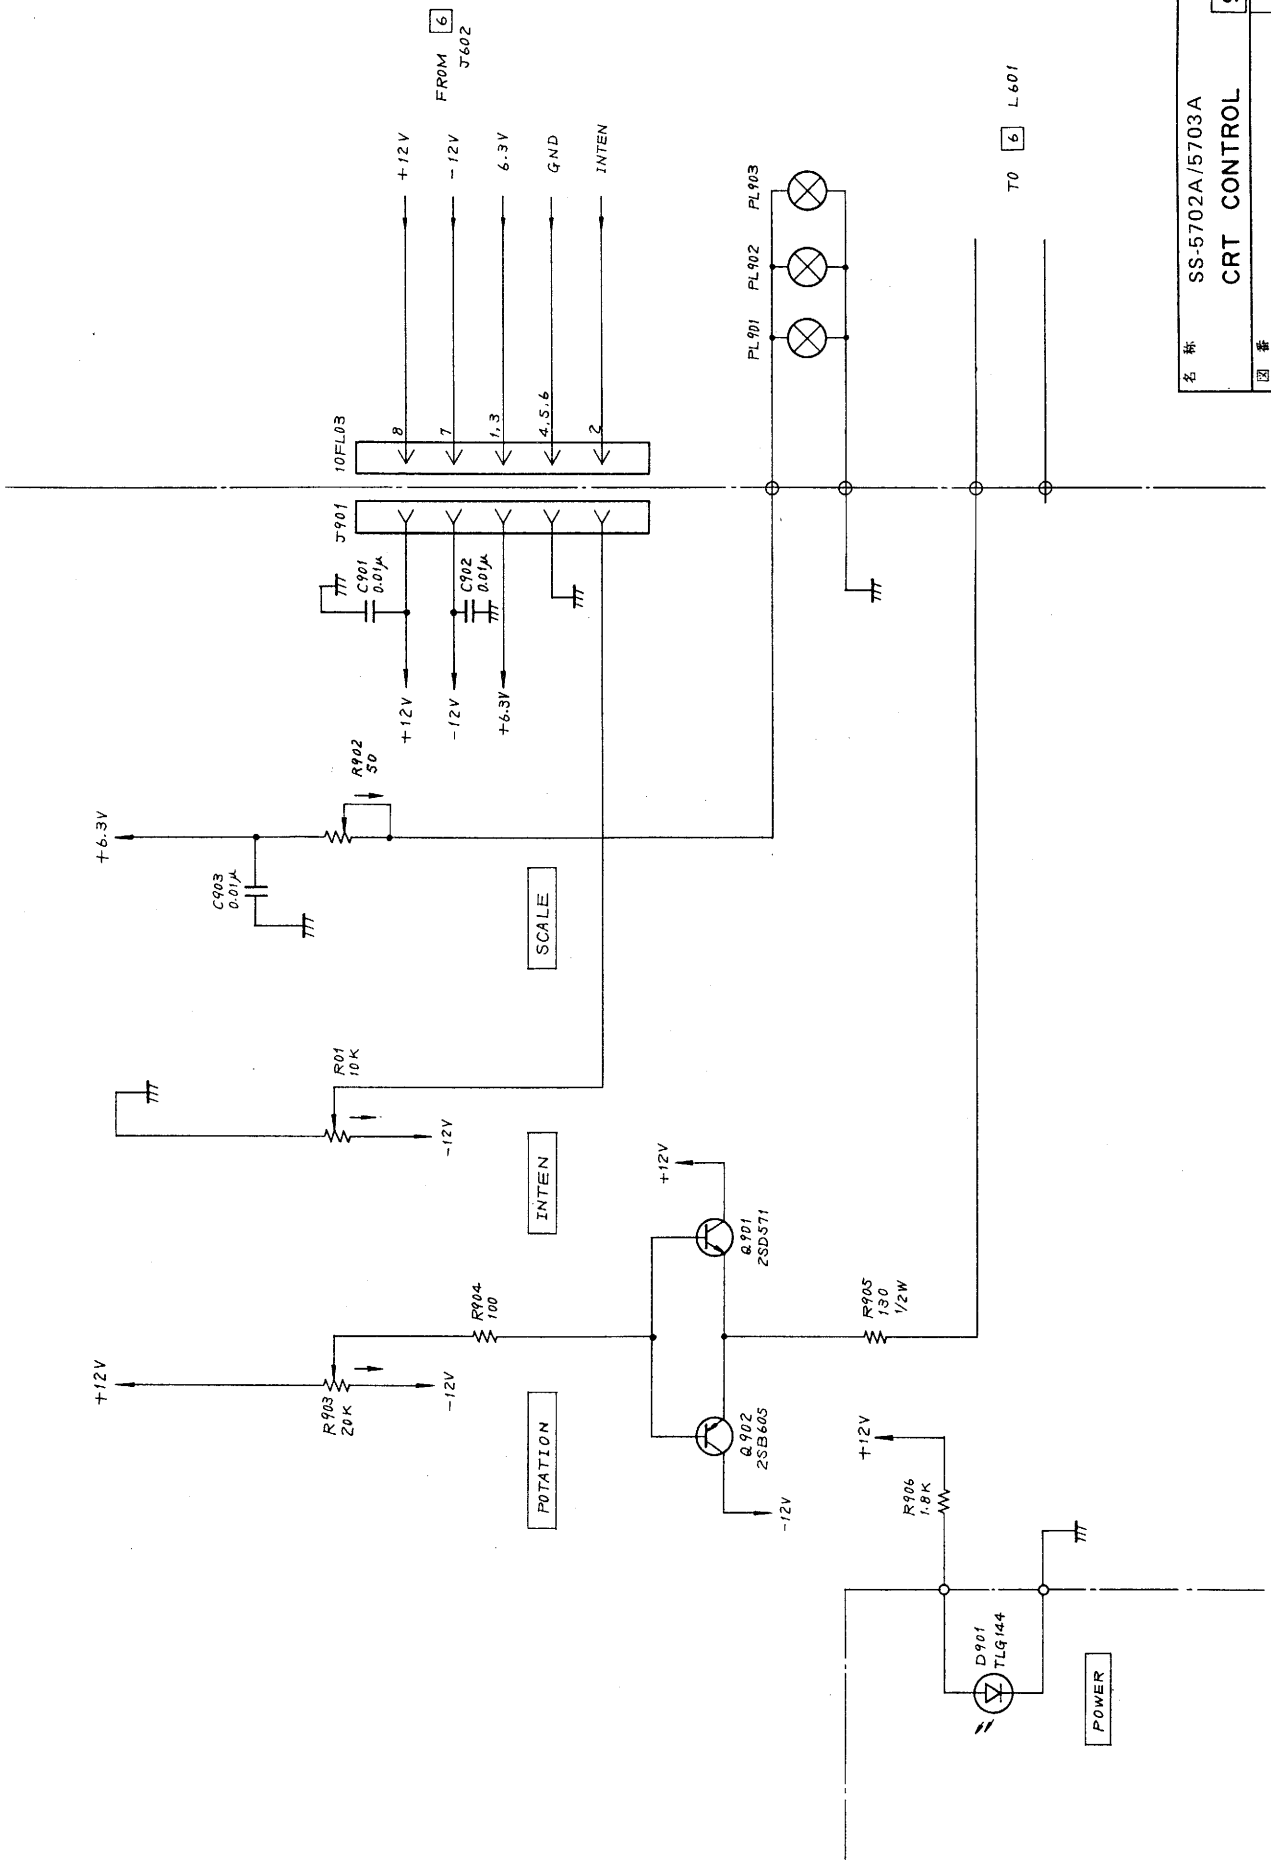 +12V
R903
20K
-12V
POTATION
R904
100
Q902
2SB605
-12V
Q901
2SD571
+12V
R905
130
1/2W
+12V
R906
1.8K
D901
TLG144
POWER
R01
10K
-12V
INTEN
+6.3V
C903
0.01μ
R902
50
SCALE
+12V
-12V
+6.3V
C901
0.01μ
C902
0.01μ
J901
10FL03
8
7
1,3
4,5,6
2
+12V
-12V
6.3V
GND
INTEN
FROM 6
J602
PL901
PL902
PL903
TO 6 L601
名称
SS-5702A/5703A
CRT CONTROL
図番